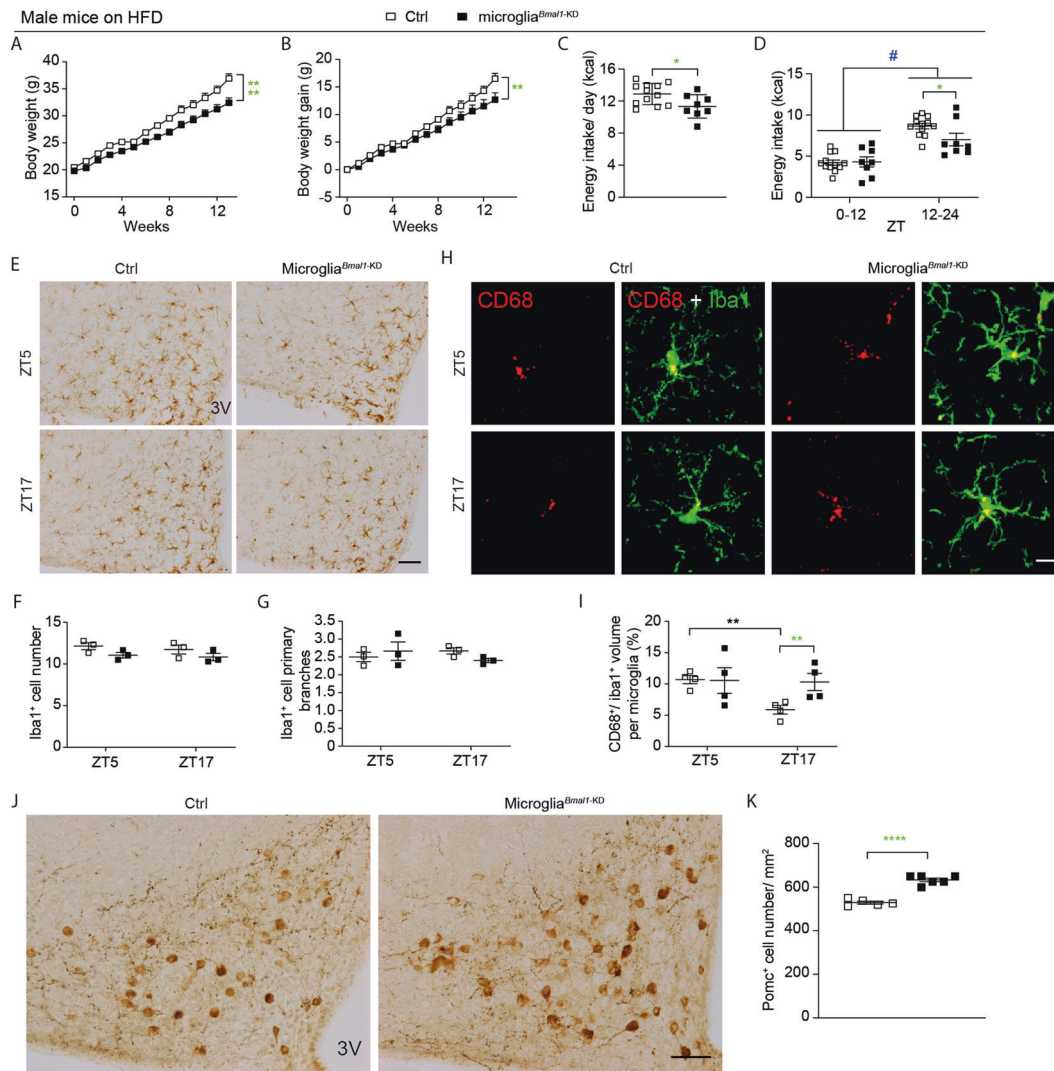 Male mice on HFD
Ctrl
microglia^Bmal1-KD
A
Body weight (g)
40
35
30
25
20
15
0
4
8
12
Weeks
**
**
B
Body weight gain (g)
20
15
10
5
0
-5
0
4
8
12
Weeks
**
C
Energy intake/ day (kcal)
16
12
8
4
0
*
D
Energy intake (kcal)
15
10
5
0
#
*
0-12
12-24
ZT
E
Ctrl
Microglia^Bmal1-KD
ZT5
3V
ZT17
H
Ctrl
Microglia^Bmal1-KD
CD68
CD68 + Iba1
ZT5
ZT17
F
Iba1+ cell number
15
10
5
0
ZT5
ZT17
G
Iba1+ cell primary
branches
3.5
3.0
2.5
2.0
1.5
1.0
0.5
0
ZT5
ZT17
I
CD68+/ iba1+ volume
per microglia (%)
20
15
10
5
0
**
**
ZT5
ZT17
J
Ctrl
Microglia^Bmal1-KD
3V
K
Pomc+ cell number/ mm²
800
600
400
200
0
****